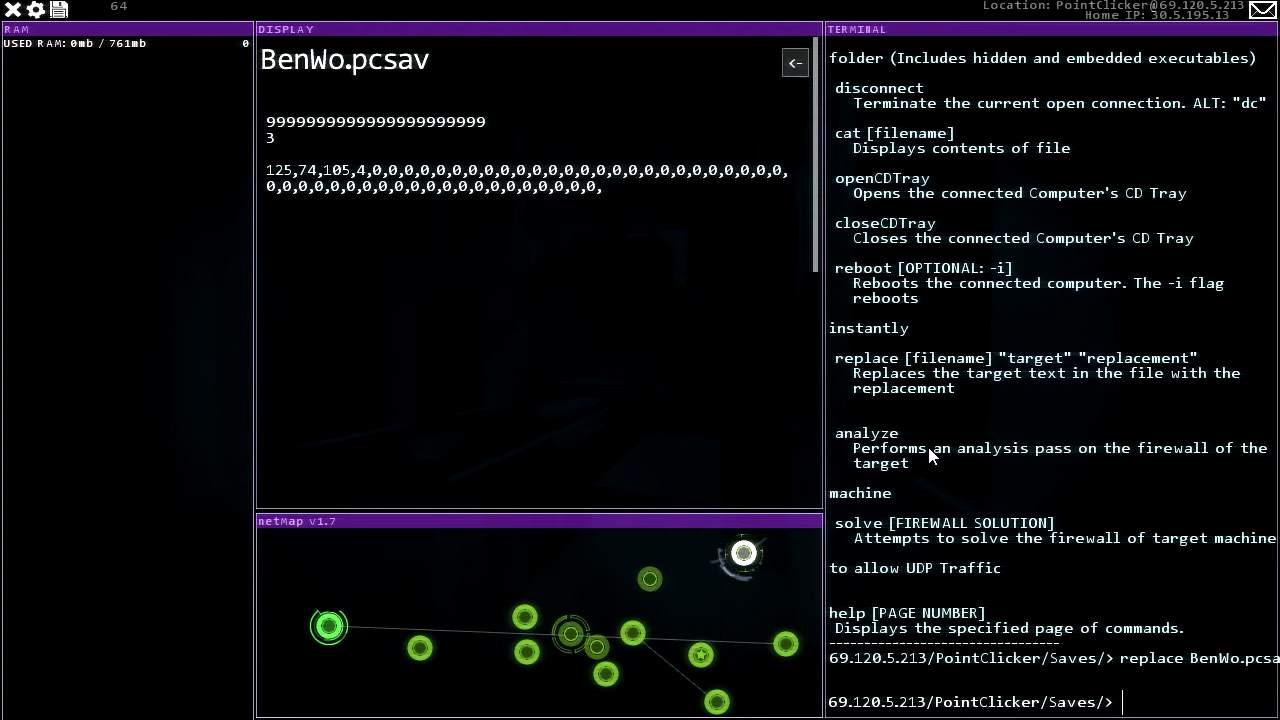 64
Location: PointClicker@69.120.5.213
Home IP: 30.5.195.13
RAM
USED RAM: 0mb / 761mb 0
DISPLAY
BenWo.pcsav
<-
9999999999999999999999
3
125,74,105,4,0,0,0,0,0,0,0,0,0,0,0,0,0,0,0,0,0,0,0,0,0,0,0,0,0,0,
0,0,0,0,0,0,0,0,0,0,0,0,0,0,0,0,0,0,0,0,0,
netMap v1.7
TERMINAL
folder (Includes hidden and embedded executables)
disconnect
Terminate the current open connection. ALT: "dc"
cat [filename]
Displays contents of file
openCDTray
Opens the connected Computer's CD Tray
closeCDTray
Closes the connected Computer's CD Tray
reboot [OPTIONAL: -i]
Reboots the connected computer. The -i flag
reboots
instantly
replace [filename] "target" "replacement"
Replaces the target text in the file with the
replacement
analyze
Performs an analysis pass on the firewall of the
target
machine
solve [FIREWALL SOLUTION]
Attempts to solve the firewall of target machine
to allow UDP Traffic
help [PAGE NUMBER]
Displays the specified page of commands.
69.120.5.213/PointClicker/Saves/> replace BenWo.pcsa
69.120.5.213/PointClicker/Saves/>